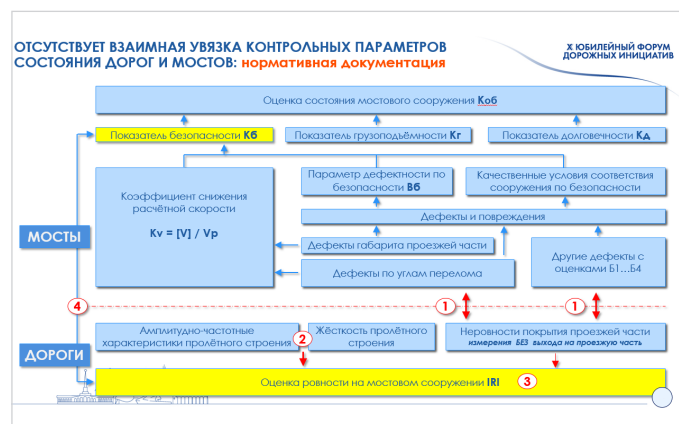 ОТСУТСТВУЕТ ВЗАИМНАЯ УВЯЗКА КОНТРОЛЬНЫХ ПАРАМЕТРОВ
СОСТОЯНИЯ ДОРОГ И МОСТОВ: нормативная документация
X ЮБИЛЕЙНЫЙ ФОРУМ
ДОРОЖНЫХ ИНИЦИАТИВ
Оценка состояния мостового сооружения Коб
Показатель безопасности Кб
Показатель грузоподъёмности Кг
Показатель долговечности Кд
Коэффициент снижения
расчётной скорости
Kv = [V] / Vp
Параметр дефектности по
безопасности Вб
Качественные условия соответствия
сооружения по безопасности
Дефекты и повреждения
МОСТЫ
Дефекты габарита проезжей части
Дефекты по углам перелома
Другие дефекты с
оценками Б1...Б4
4
1
1
Амплитудно-частотные
характеристики пролётного строения
2
Жёсткость пролётного
строения
Неровности покрытия проезжей части
измерения БЕЗ выхода на проезжую часть
ДОРОГИ
Оценка ровности на мостовом сооружении IRI
3